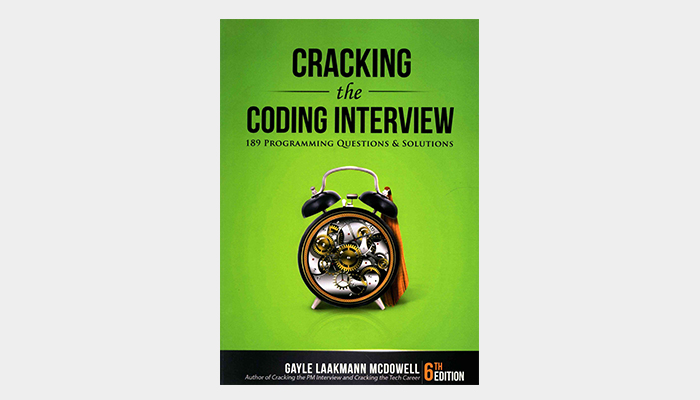 CRACKING
the
CODING INTERVIEW
189 PROGRAMMING QUESTIONS & SOLUTIONS
GAYLE LAAKMANN MCDOWELL
Author of Cracking the PM Interview and Cracking the Tech Career
6TH
EDITION